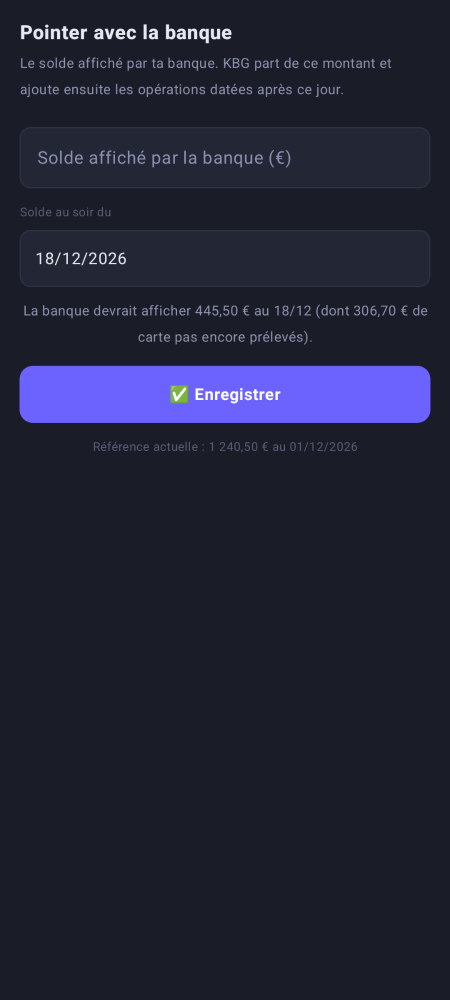 Pointer avec la banque
Le solde affiché par ta banque. KBG part de ce montant et
ajoute ensuite les opérations datées après ce jour.
Solde affiché par la banque (€)
Solde au soir du
18/12/2026
La banque devrait afficher 445,50 € au 18/12 (dont 306,70 € de
carte pas encore prélevés).
✅ Enregistrer
Référence actuelle : 1 240,50 € au 01/12/2026